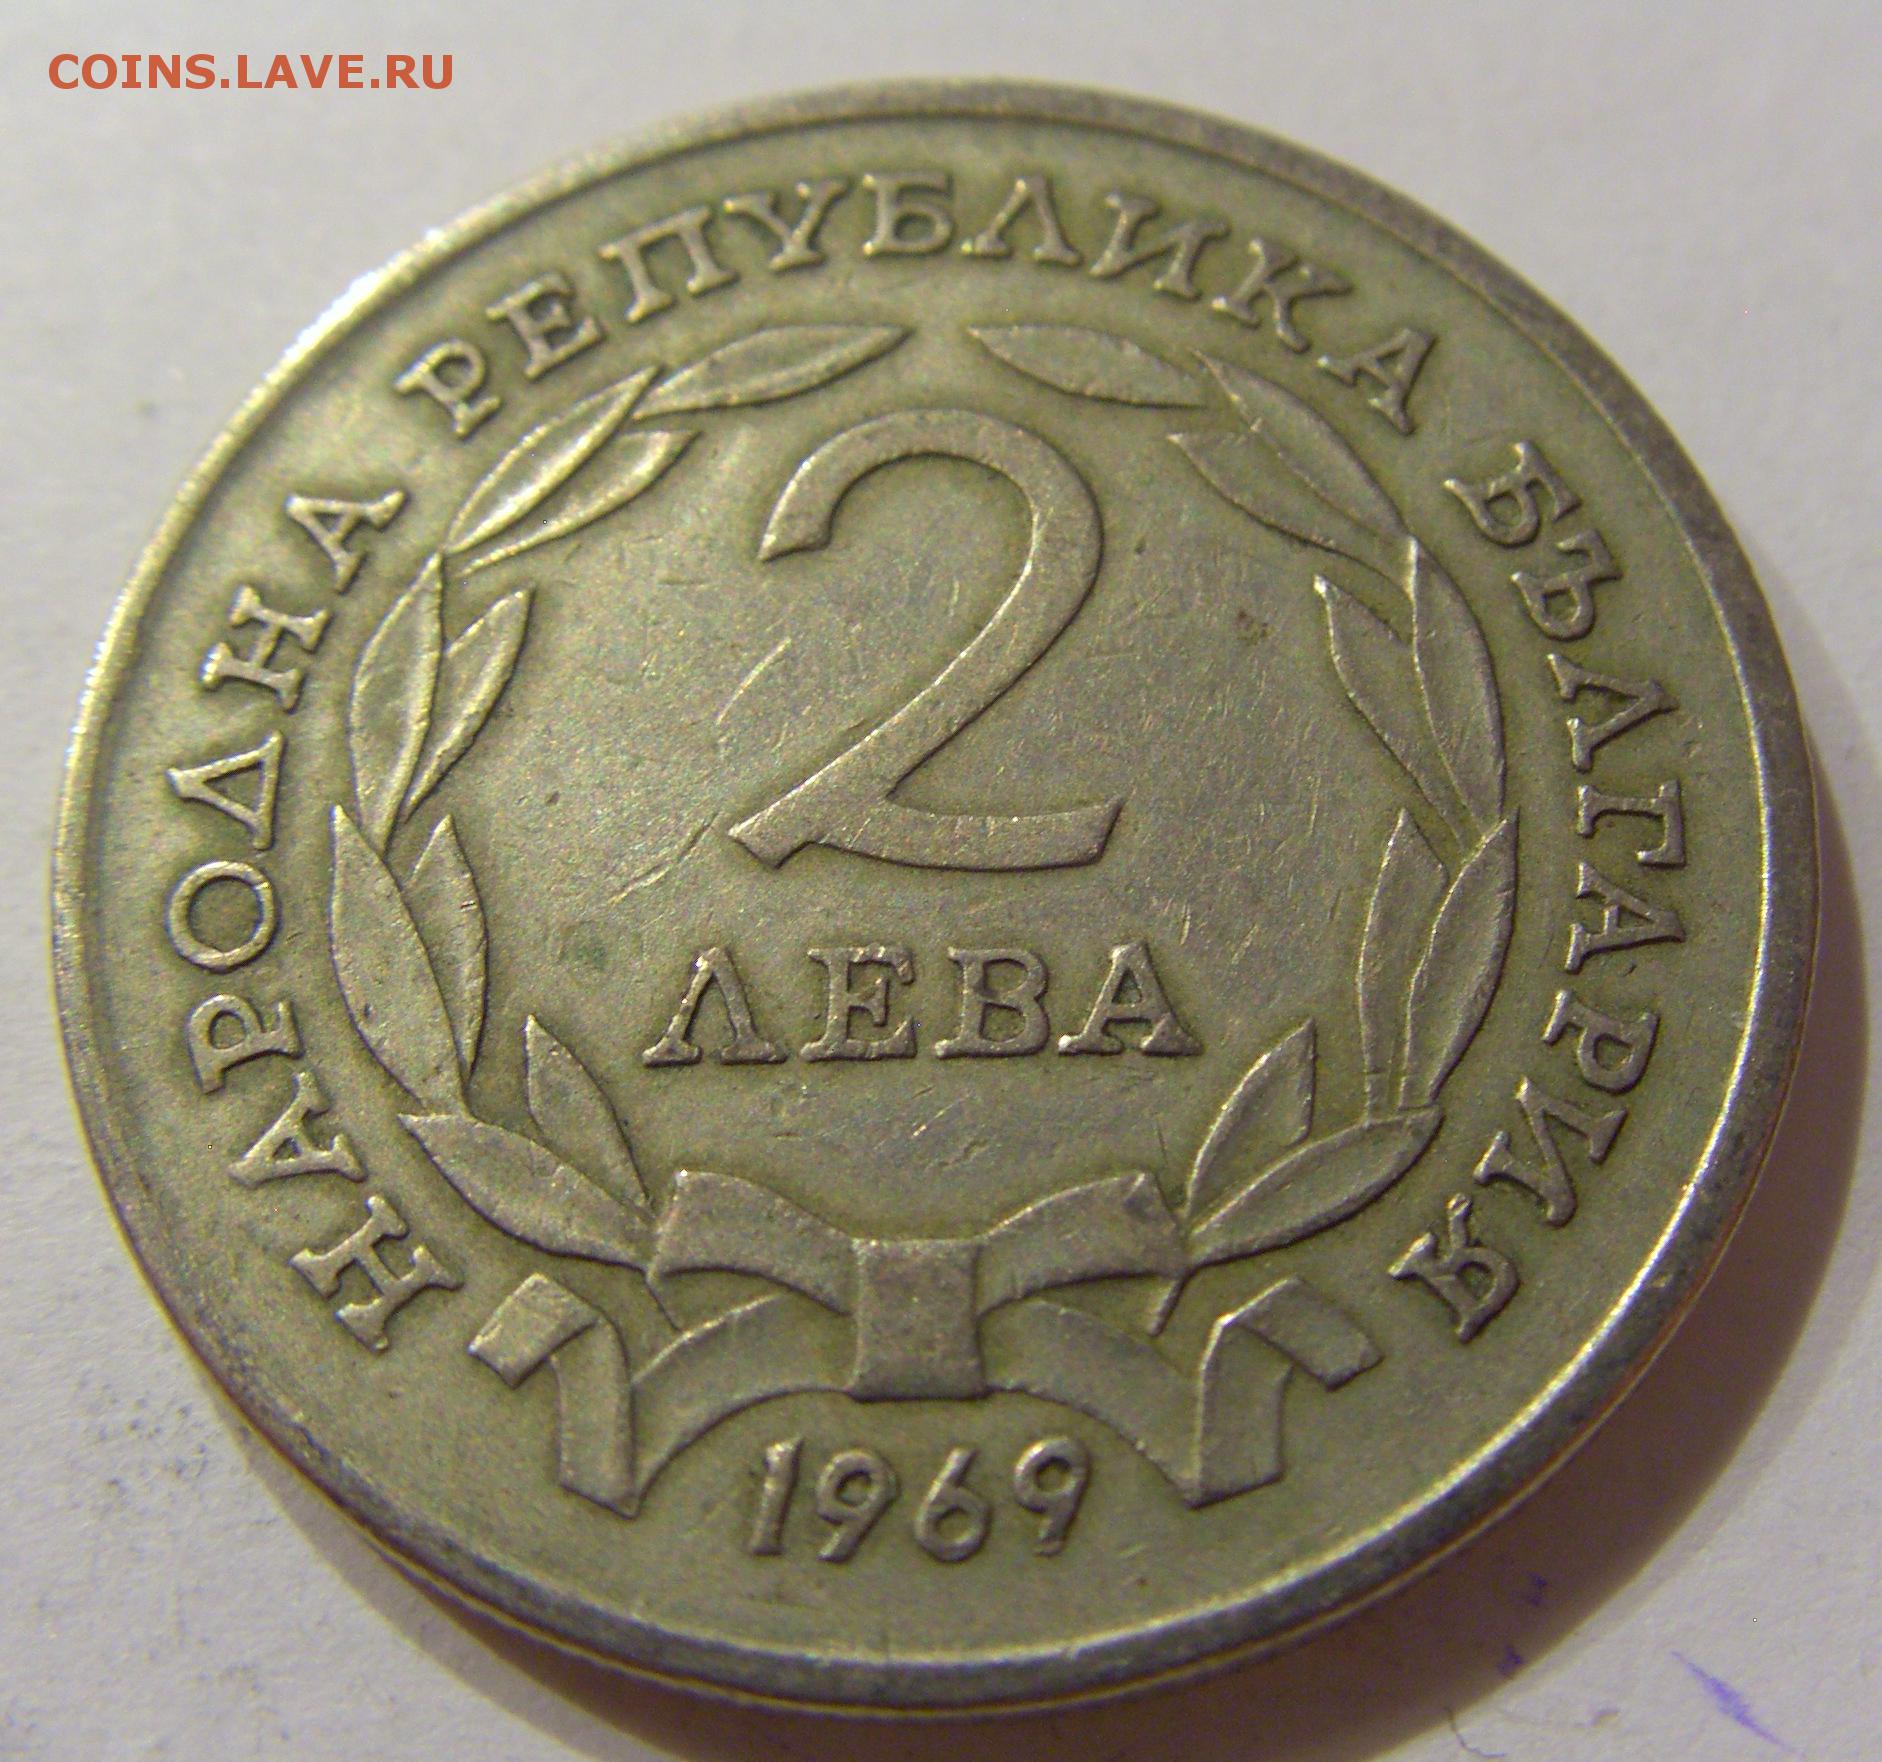 COINS.LAVE.RU
НАРОДНА РЕПУБЛИКА БЪЛГАРИЯ
2
ЛЕВА
1969